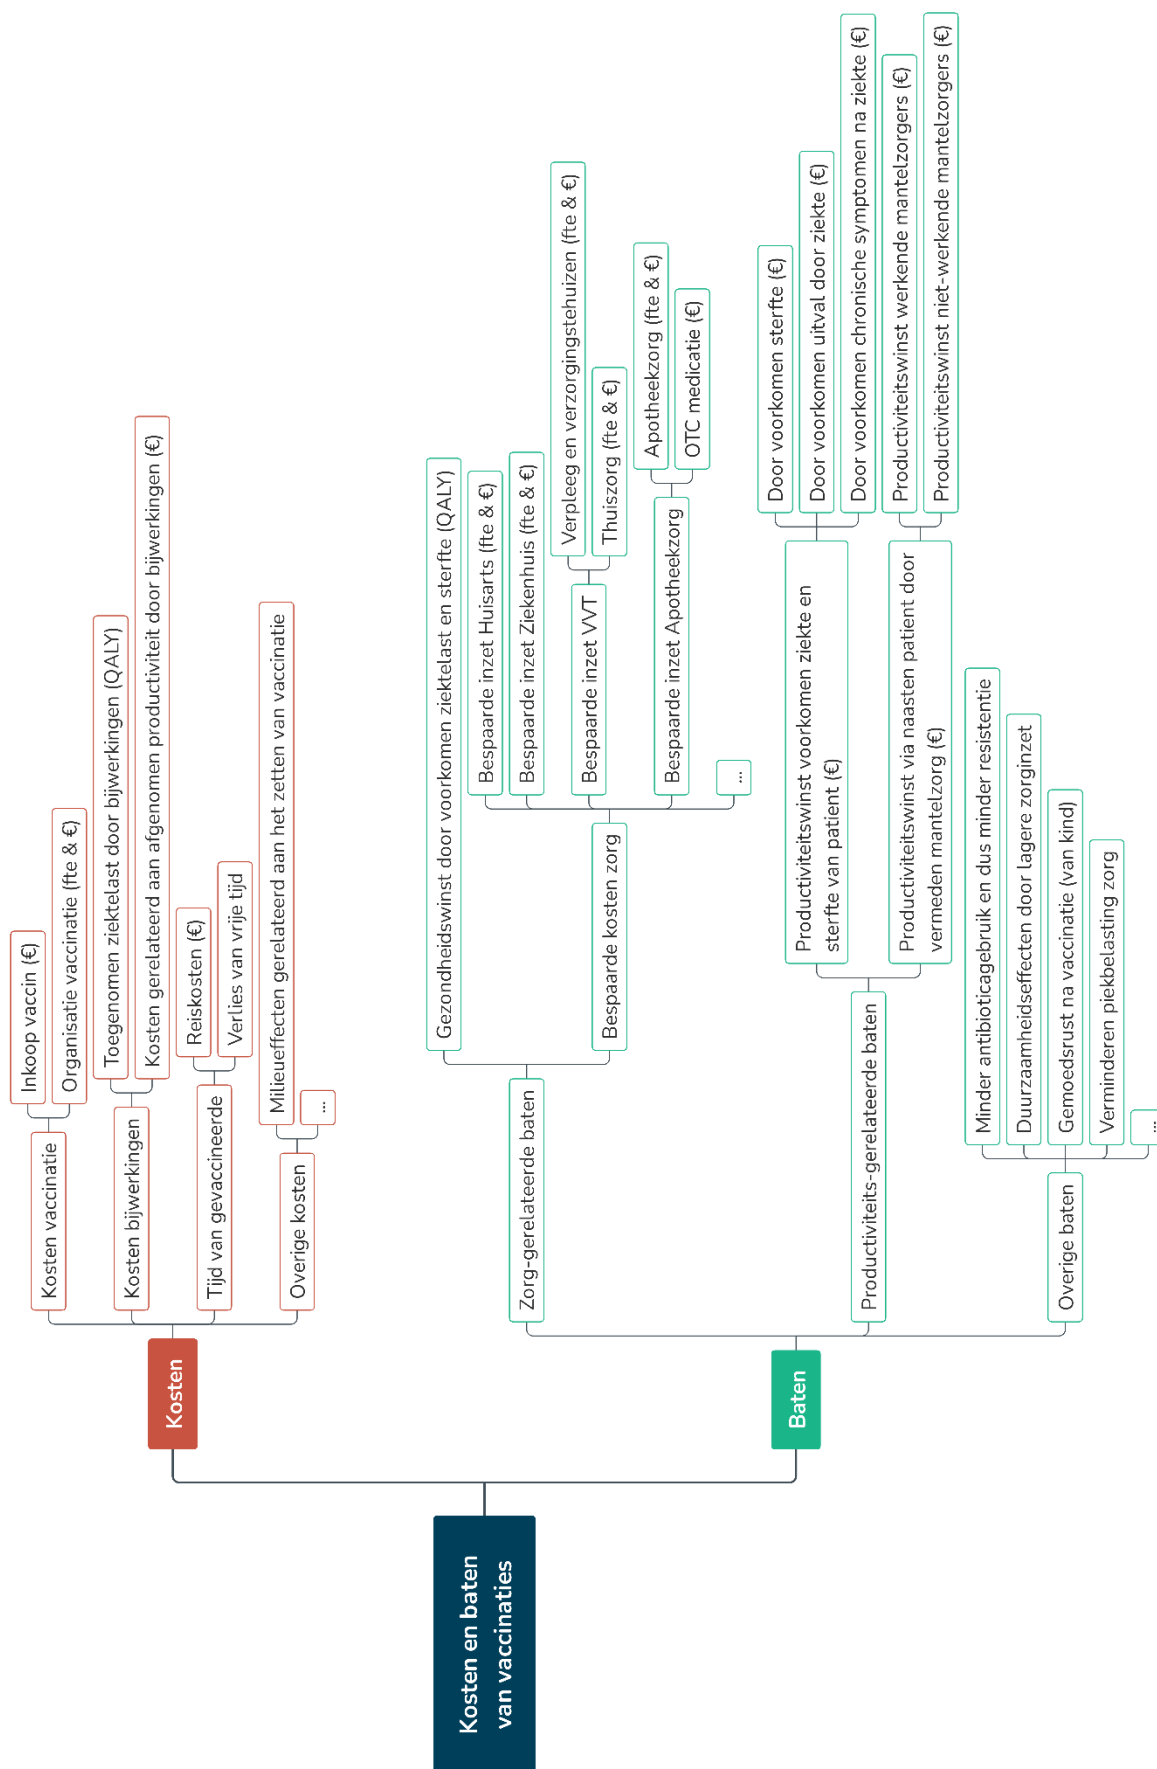 Kosten en baten
van vaccinaties
Kosten
Kosten vaccinatie
Inkoop vaccin (€)
Organisatie vaccinatie (fte & €)
Kosten bijwerkingen
Toegenomen ziektelast door bijwerkingen (QALY)
Kosten gerelateerd aan afgenomen productiviteit door bijwerkingen (€)
Tijd van gevaccineerde
Reiskosten (€)
Verlies van vrije tijd
Overige kosten
Milieueffecten gerelateerd aan het zetten van vaccinatie
...
Baten
Zorg-gerelateerde baten
Gezondheidswinst door voorkomen ziektelast en sterfte (QALY)
Bespaarde kosten zorg
Bespaarde inzet Huisarts (fte & €)
Bespaarde inzet Ziekenhuis (fte & €)
Bespaarde inzet VVT
Verpleeg en verzorgingstehuizen (fte & €)
Thuiszorg (fte & €)
Bespaarde inzet Apotheekzorg
Apotheekzorg (fte & €)
OTC medicatie (€)
....
Productiviteits-gerelateerde baten
Productiviteitswinst voorkomen ziekte en
sterfte van patient (€)
Door voorkomen sterfte (€)
Door voorkomen uitval door ziekte (€)
Door voorkomen chronische symptomen na ziekte (€)
Productiviteitswinst via naasten patient door
vermeden mantelzorg (€)
Productiviteitswinst werkende mantelzorgers (€)
Productiviteitswinst niet-werkende mantelzorgers (€)
Overige baten
Minder antibioticagebruik en dus minder resistentie
Duurzaamheidseffecten door lagere zorginzet
Gemoedsrust na vaccinatie (van kind)
Verminderen piekbelasting zorg
...